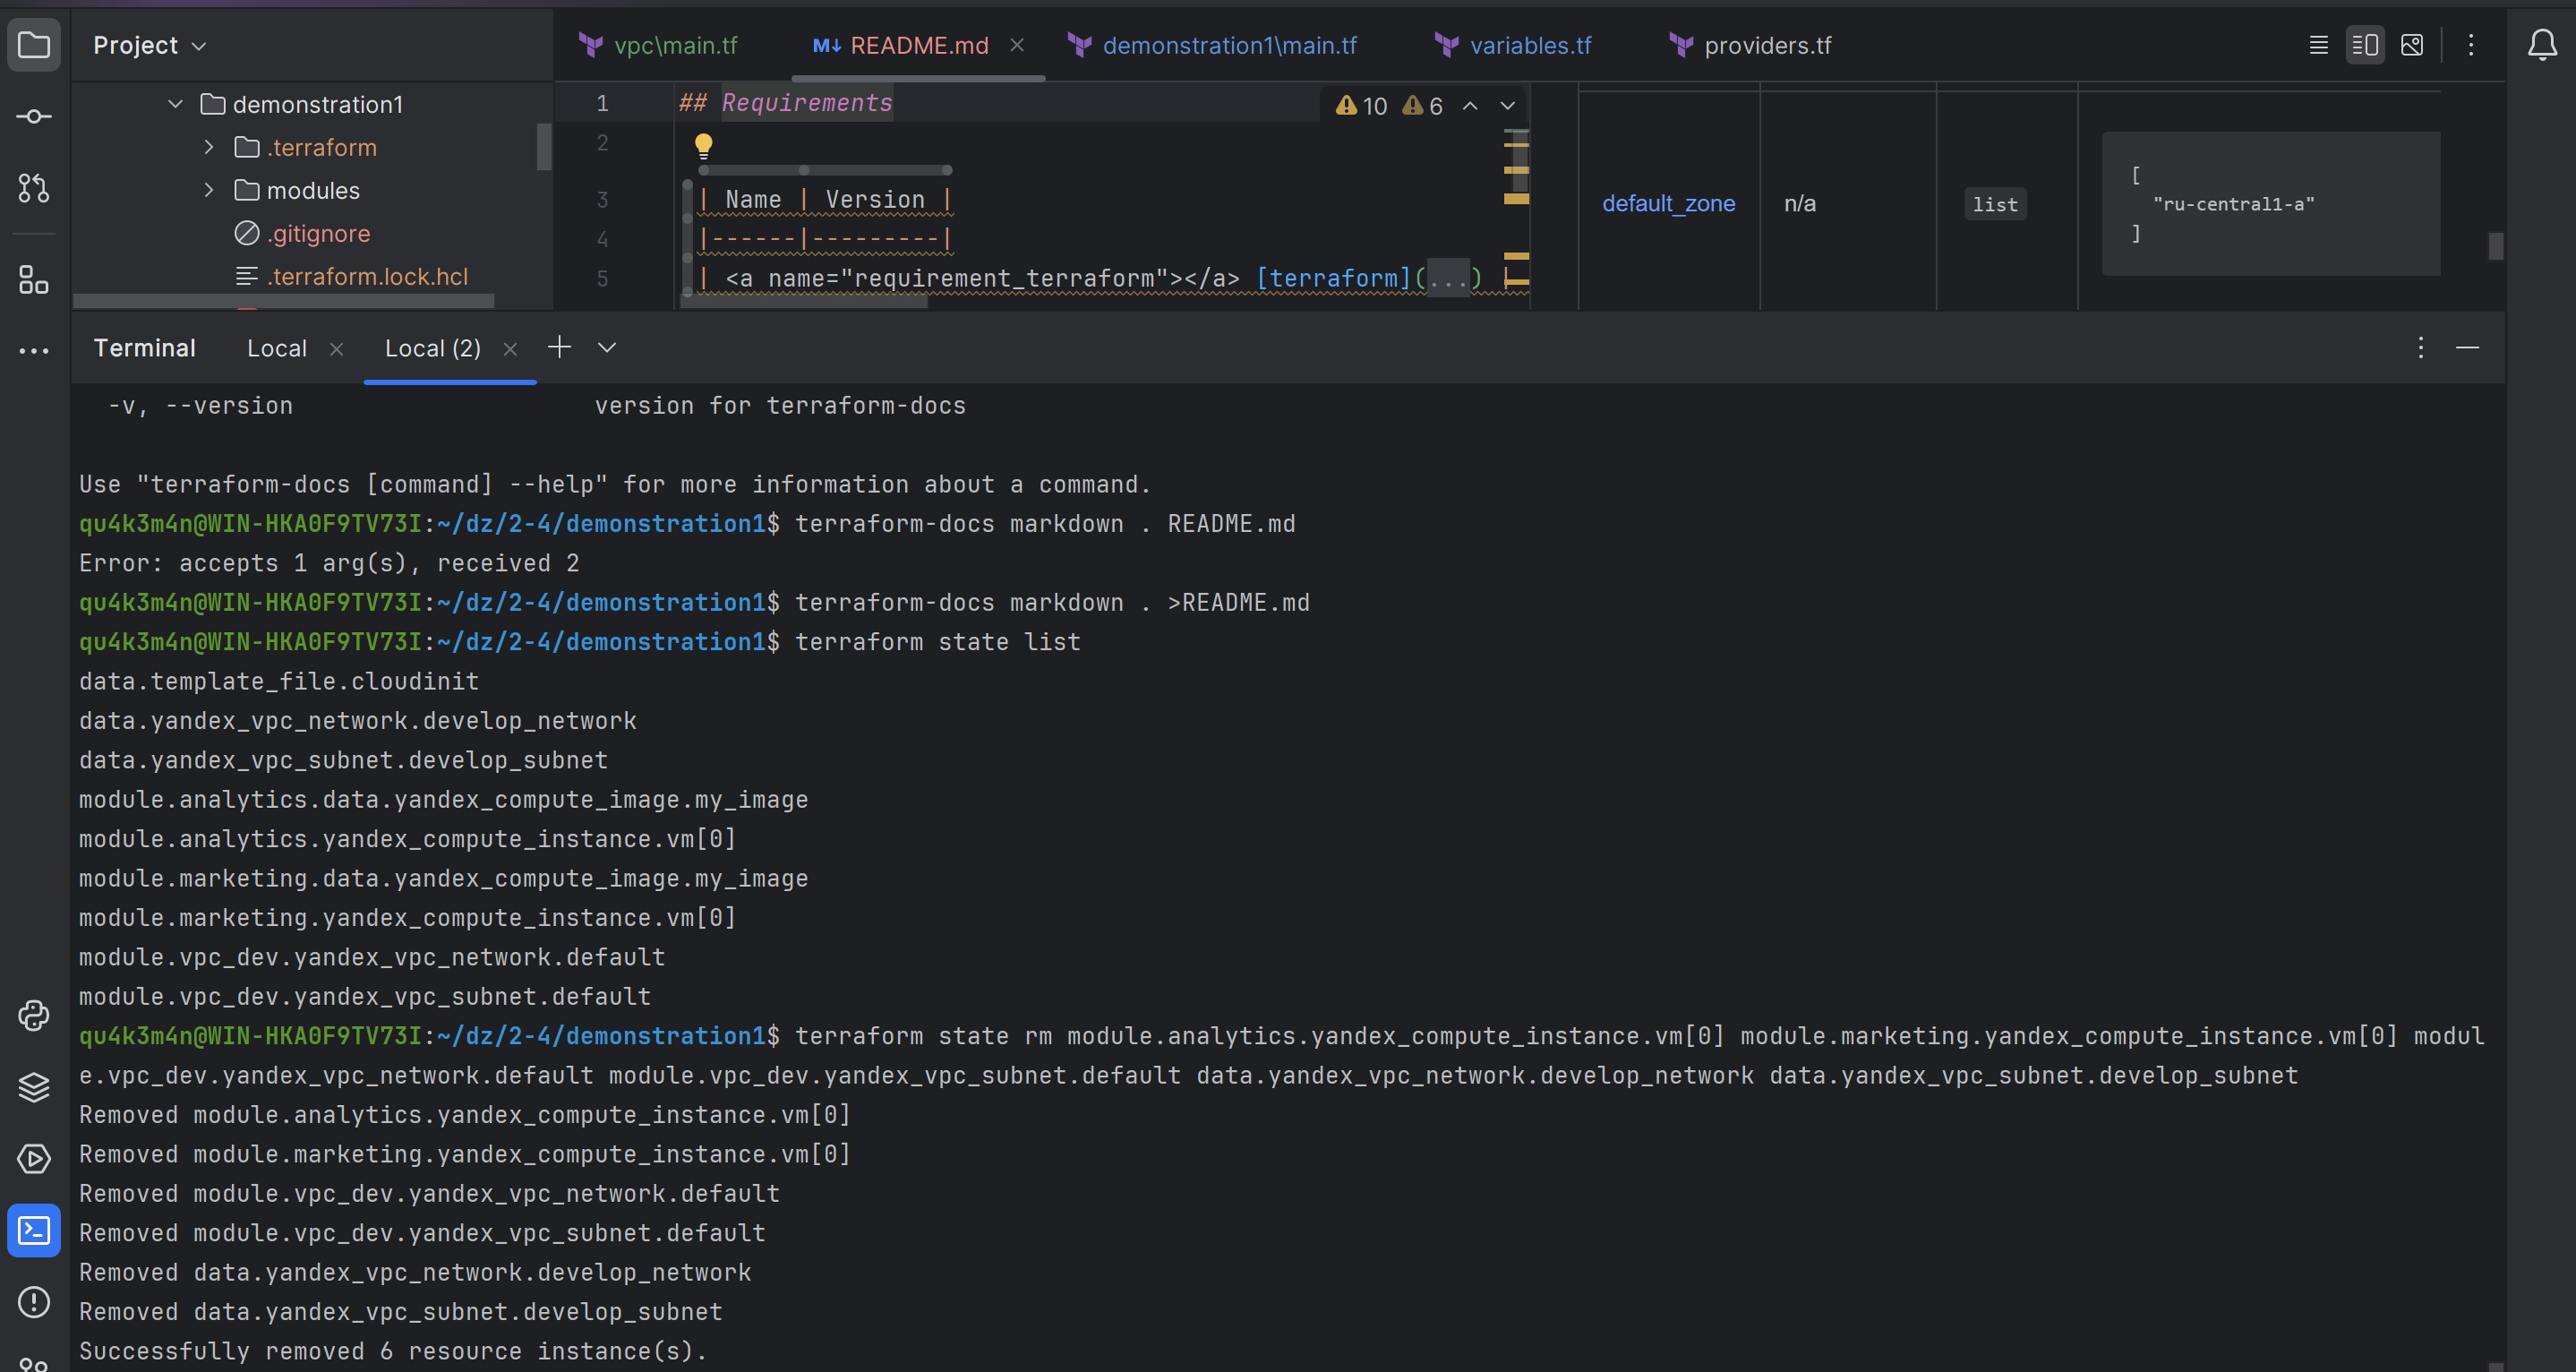 Project
vpc\main.tf
README.md
demonstration1\main.tf
variables.tf
providers.tf
demonstration1
.terraform
modules
.gitignore
.terraform.lock.hcl
1 ## Requirements
10 6
2
3 | Name | Version |
4 |------|---------|
5 | <a name="requirement_terraform"></a> [terraform](...) |
default_zone n/a list
[
"ru-central1-a"
]
Terminal Local Local (2)
-v, --version version for terraform-docs
Use "terraform-docs [command] --help" for more information about a command.
qu4k3m4n@WIN-HKA0F9TV73I:~/dz/2-4/demonstration1$ terraform-docs markdown . README.md
Error: accepts 1 arg(s), received 2
qu4k3m4n@WIN-HKA0F9TV73I:~/dz/2-4/demonstration1$ terraform-docs markdown . >README.md
qu4k3m4n@WIN-HKA0F9TV73I:~/dz/2-4/demonstration1$ terraform state list
data.template_file.cloudinit
data.yandex_vpc_network.develop_network
data.yandex_vpc_subnet.develop_subnet
module.analytics.data.yandex_compute_image.my_image
module.analytics.yandex_compute_instance.vm[0]
module.marketing.data.yandex_compute_image.my_image
module.marketing.yandex_compute_instance.vm[0]
module.vpc_dev.yandex_vpc_network.default
module.vpc_dev.yandex_vpc_subnet.default
qu4k3m4n@WIN-HKA0F9TV73I:~/dz/2-4/demonstration1$ terraform state rm module.analytics.yandex_compute_instance.vm[0] module.marketing.yandex_compute_instance.vm[0] modul
e.vpc_dev.yandex_vpc_network.default module.vpc_dev.yandex_vpc_subnet.default data.yandex_vpc_network.develop_network data.yandex_vpc_subnet.develop_subnet
Removed module.analytics.yandex_compute_instance.vm[0]
Removed module.marketing.yandex_compute_instance.vm[0]
Removed module.vpc_dev.yandex_vpc_network.default
Removed module.vpc_dev.yandex_vpc_subnet.default
Removed data.yandex_vpc_network.develop_network
Removed data.yandex_vpc_subnet.develop_subnet
Successfully removed 6 resource instance(s).